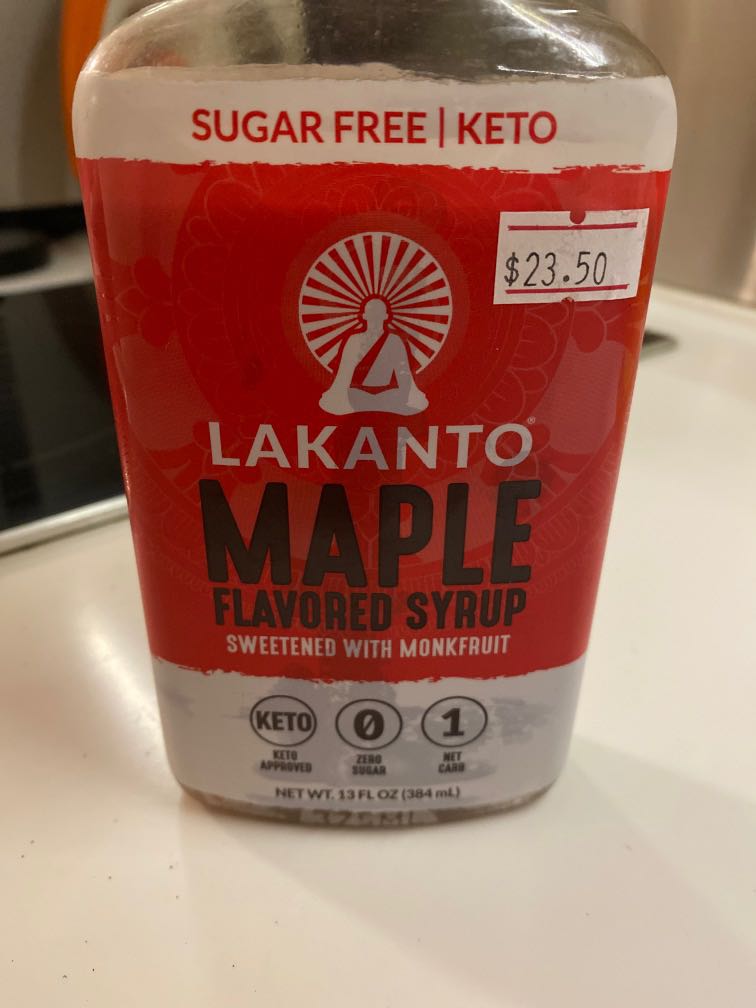 SUGAR FREE | KETO
$23.50
LAKANTO®
MAPLE
FLAVORED SYRUP
SWEETENED WITH MONKFRUIT
KETO 0 1
KETO APPROVED
ZERO SUGAR
NET CARB
NET WT. 13 FL OZ (384 mL)